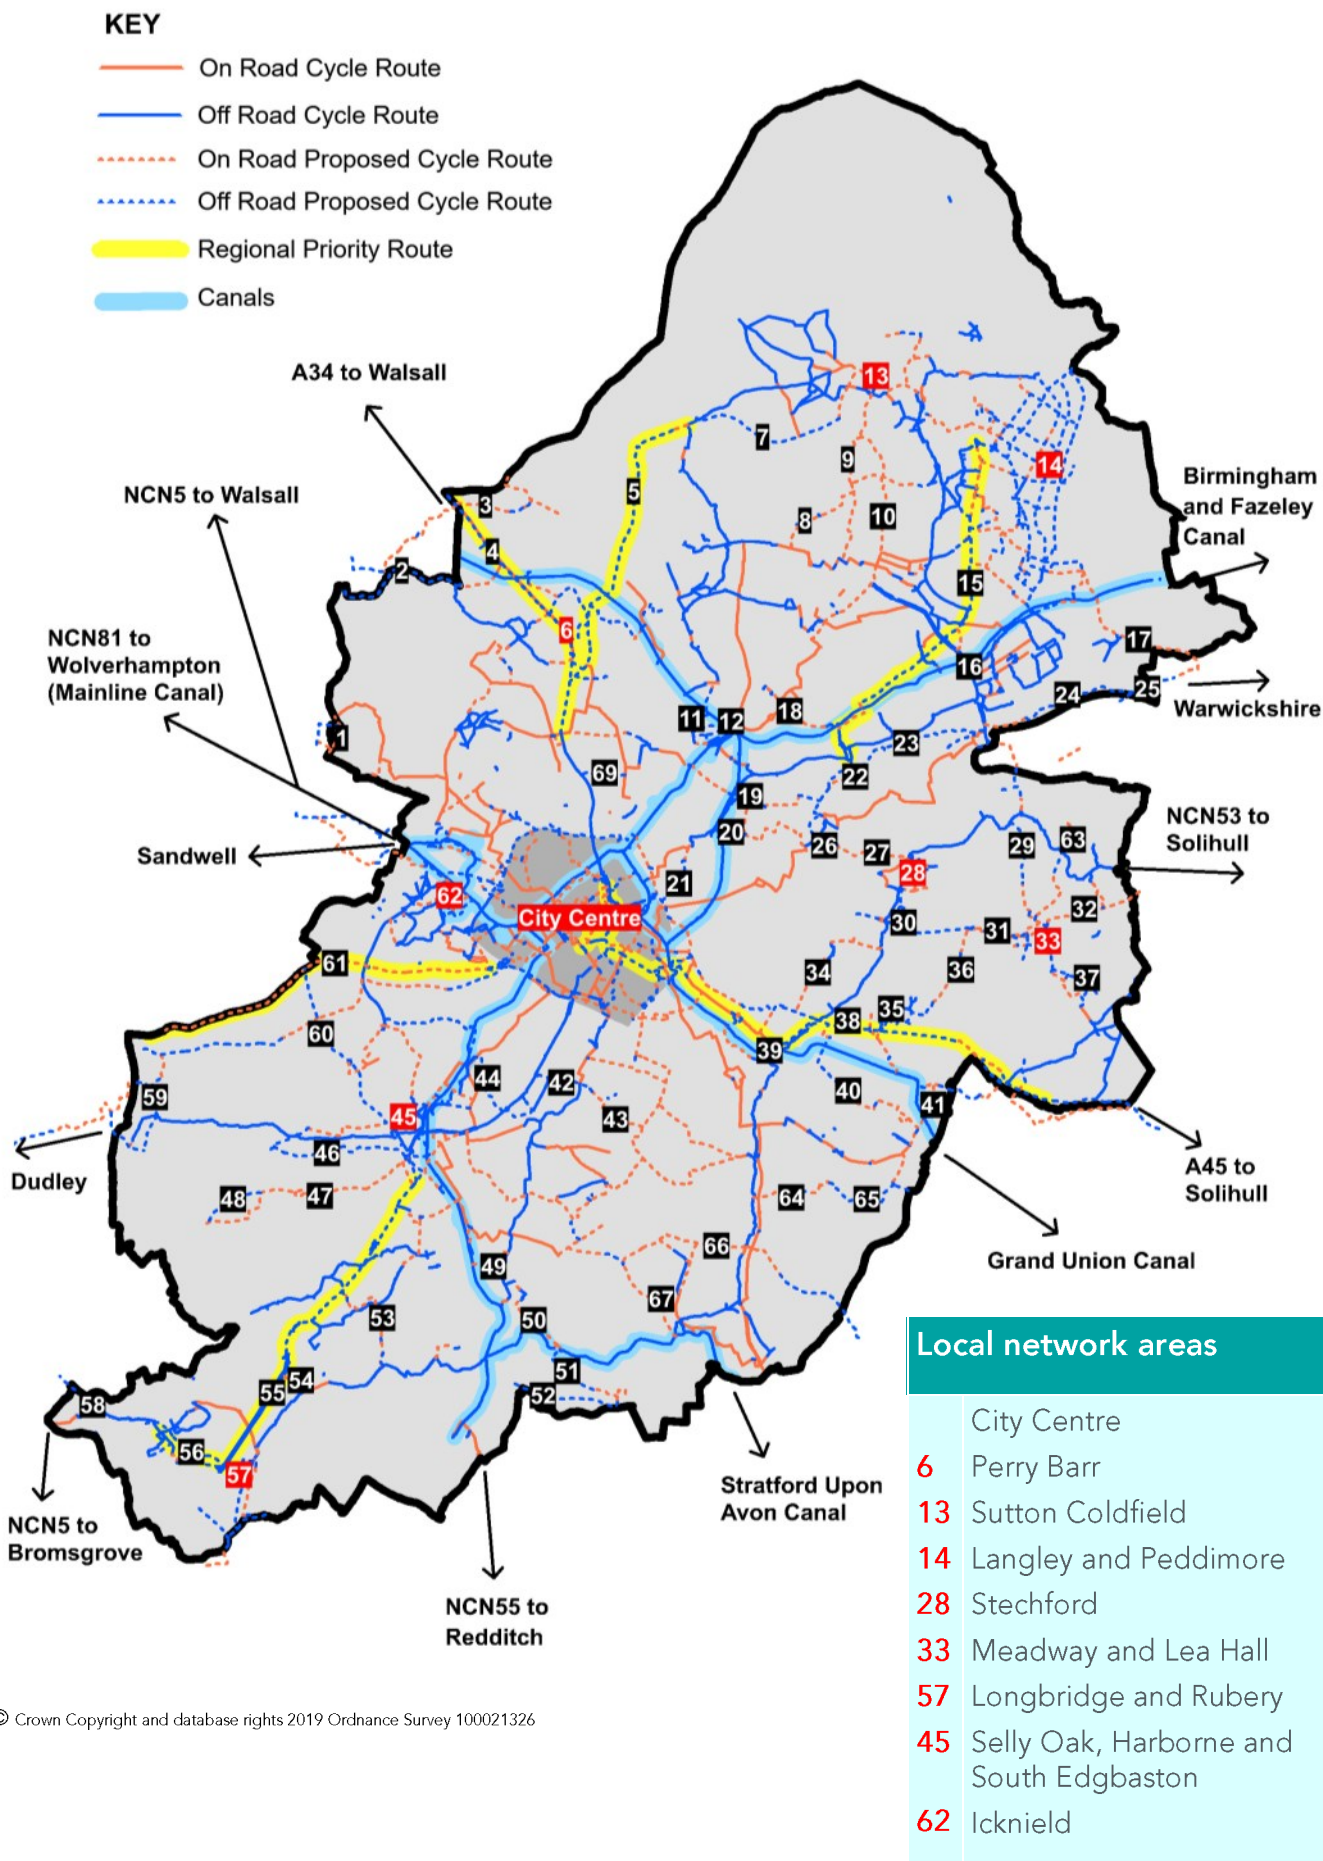 KEY
On Road Cycle Route
Off Road Cycle Route
On Road Proposed Cycle Route
Off Road Proposed Cycle Route
Regional Priority Route
Canals
A34 to Walsall
13
7
9
14
NCN5 to Walsall
Birmingham
and Fazeley
Canal
3
5
8
10
4
2
15
NCN81 to
Wolverhampton
(Mainline Canal)
6
17
16
24
25
Warwickshire
1
11
12
18
23
69
22
19
NCN53 to
Solihull
20
26
27
29
63
Sandwell
28
21
62
City Centre
30
31
32
33
61
34
36
37
60
38
35
39
59
44
42
40
41
45
43
46
Dudley
48
47
64
65
A45 to
Solihull
66
Grand Union Canal
49
67
53
50
51
52
54
55
58
56
57
Stratford Upon
Avon Canal
NCN5 to
Bromsgrove
NCN55 to
Redditch
Local network areas
City Centre
6 Perry Barr
13 Sutton Coldfield
14 Langley and Peddimore
28 Stechford
33 Meadway and Lea Hall
57 Longbridge and Rubery
45 Selly Oak, Harborne and
South Edgbaston
62 Icknield
© Crown Copyright and database rights 2019 Ordnance Survey 100021326